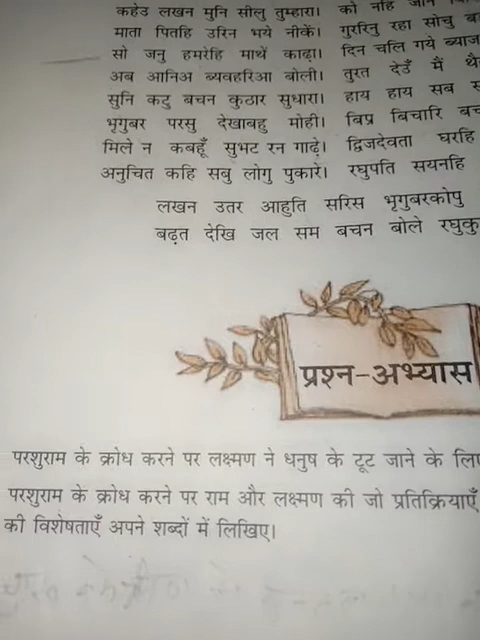 कहेउ लखन मुनि सीलु तुम्हारा। को नहि जान
माता पितहि उरिन भये नीकें। गुररिनु रहा सोचु
सो जनु हमरेहि माथें काढ़ा। दिन चलि गये ब्याज
अब आनिअ ब्यवहरिआ बोली। तुरत देउँ मैं
सुनि कटु बचन कुठार सुधारा। हाय हाय सब
भृगुबर परसु देखाबहु मोही। बिप्र बिचारि
मिले न कबहूँ सुभट रन गाढ़े। द्विजदेवता घरहि
अनुचित कहि सबु लोगु पुकारे। रघुपति सयनहि
लखन उतर आहुति सरिस भृगुबरकोपु
बढ़त देखि जल सम बचन बोले रघुकु
प्रश्न-अभ्यास
परशुराम के क्रोध करने पर लक्ष्मण ने धनुष के टूट जाने के लिए
परशुराम के क्रोध करने पर राम और लक्ष्मण की जो प्रतिक्रियाएँ
की विशेषताएँ अपने शब्दों में लिखिए।